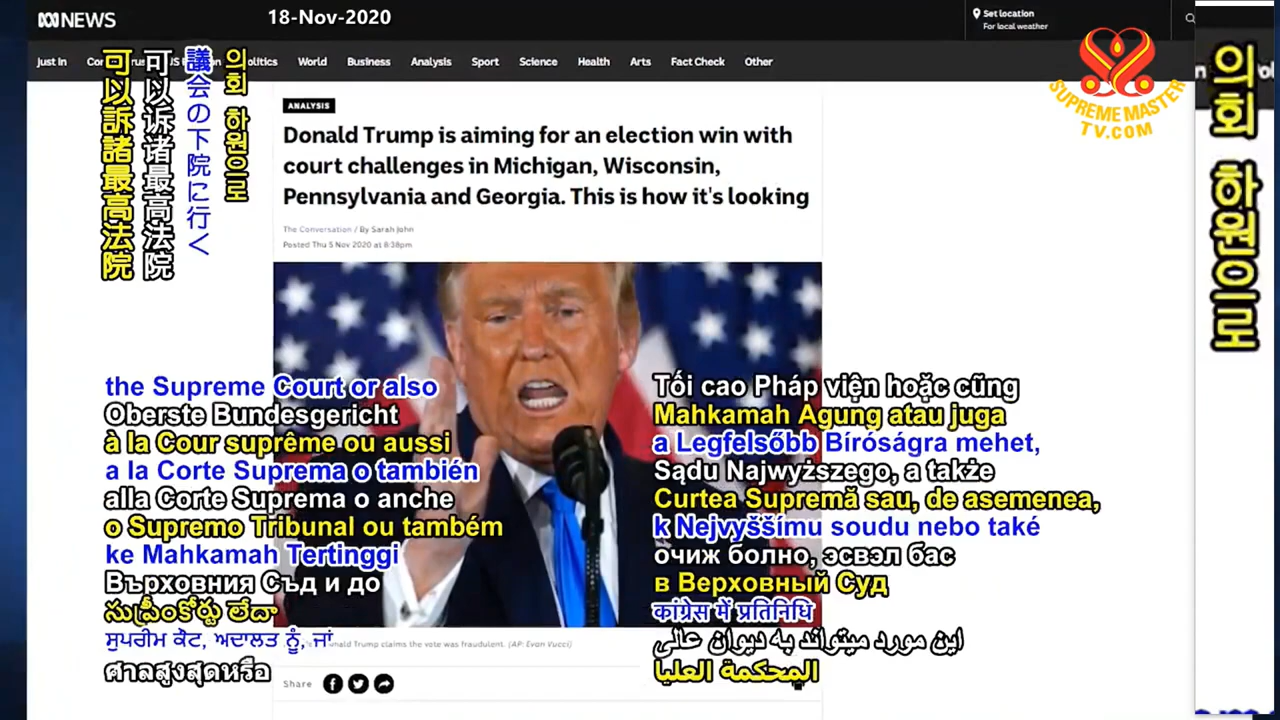 NEWS
18-Nov-2020
Set location
For local weather
Just In
World
Business
Analysis
Sport
Science
Health
Arts
Fact Check
Other
SUPREME MASTER
TV.COM
可以訴諸最高法院
可以诉诸最高法院
議会の下院に行く
의회 하원으로
의회 하원으로
ANALYSIS
Donald Trump is aiming for an election win with
court challenges in Michigan, Wisconsin,
Pennsylvania and Georgia. This is how it's looking
The Conversation / By Sarah John
Posted Thu 5 Nov 2020 at 8:38pm
the Supreme Court or also
Oberste Bundesgericht
à la Cour suprême ou aussi
a la Corte Suprema o también
alla Corte Suprema o anche
o Supremo Tribunal ou também
ke Mahkamah Tertinggi
Върховния Съд и до
సుప్రీంకోర్టు లేదా
ਸੁਪਰੀਮ ਕੋਟ, ਅਦਾਲਤ ਨੂੰ, ਜਾਂ
ศาลสูงสุดหรือ
Tối cao Pháp viện hoặc cũng
Mahkamah Agung atau juga
a Legfelsőbb Bíróságra mehet,
Sądu Najwyższego, a także
Curtea Supremă sau, de asemenea,
k Nejvyššímu soudu nebo také
очиж болно, эсвэл бас
в Верховный Суд
कांग्रेस में प्रतिनिधि
این مورد میتواند به دیوان عالی
المحكمة العليا
Donald Trump claims the vote was fraudulent. (AP: Evan Vucci)
Share